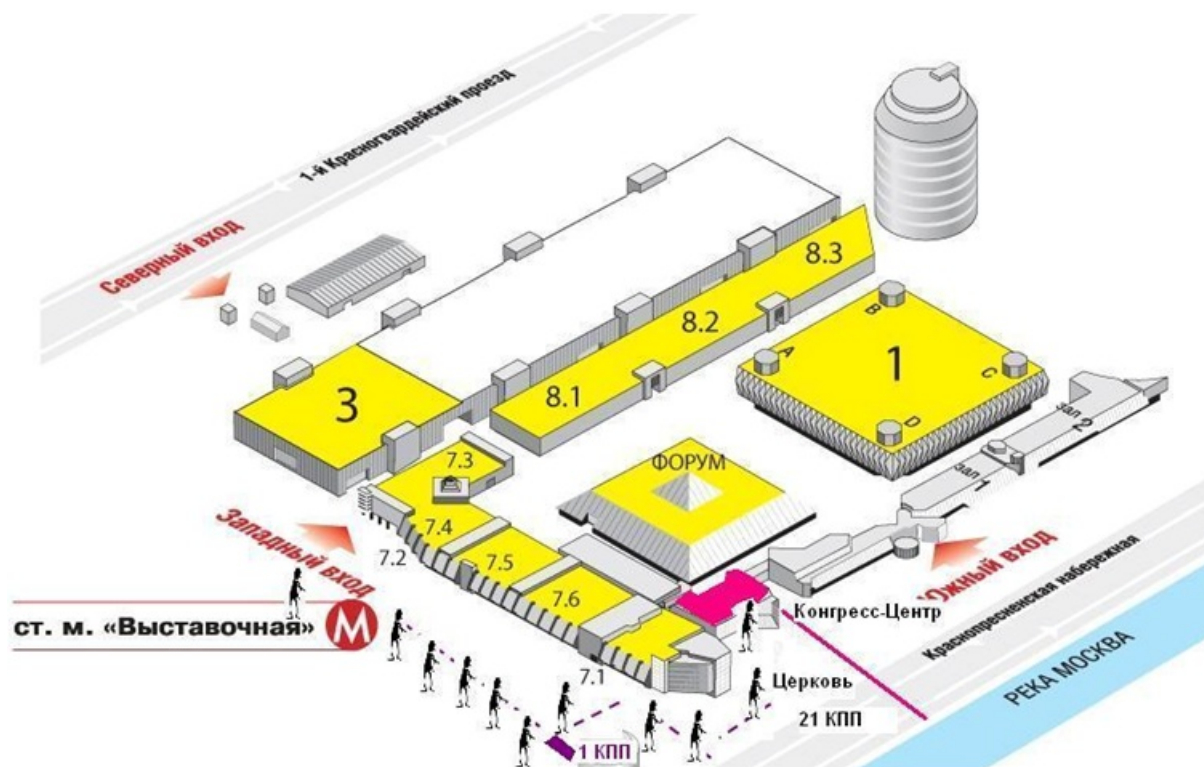 1-й Красногвардейский проезд
Северный вход
8.3
8.2
8.1
3
B
A
1
C
D
зал 2
зал 1
ФОРУМ
7.3
7.4
7.2
7.5
7.6
7.1
Западный вход
Южный вход
ст. м. «Выставочная» М
Конгресс-Центр
Краснопресненская набережная
Церковь
21 КПП
1 КПП
РЕКА МОСКВА